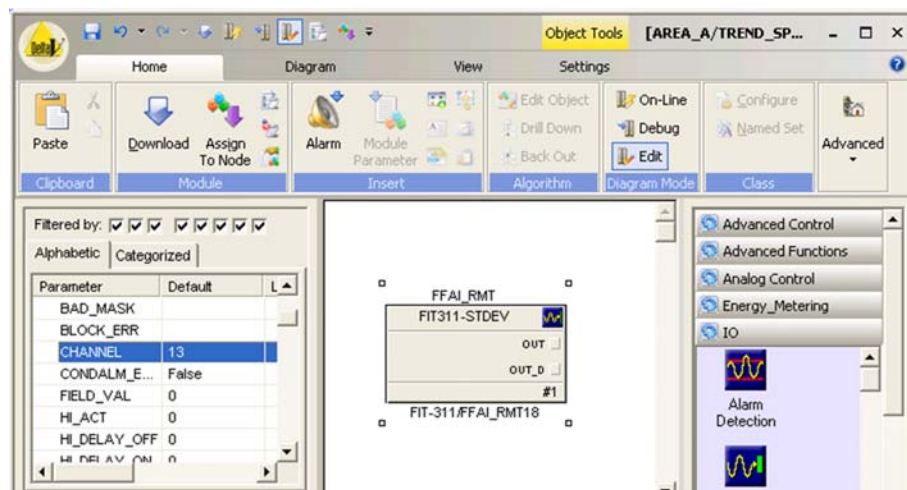 DeltaV
Object Tools [AREA_A/TREND_SP...
Home Diagram View Settings
Paste
Download
Assign To Node
Alarm
Module Parameter
Edit Object
Drill Down
Back Out
On-Line
Debug
Edit
Configure
Named Set
Advanced
Clipboard Module Insert Algorithm Diagram Mode Class
Filtered by:
Alphabetic Categorized
Parameter Default L
BAD_MASK
BLOCK_ERR
CHANNEL 13
CONDALM_E... False
FIELD_VAL 0
HI_ACT 0
HI_DELAY_OFF 0
HI_DELAY_ON 0
FFAI_RMT
FIT311-STDEV
OUT
OUT_D
#1
FIT-311/FFAI_RMT18
Advanced Control
Advanced Functions
Analog Control
Energy_Metering
IO
Alarm Detection